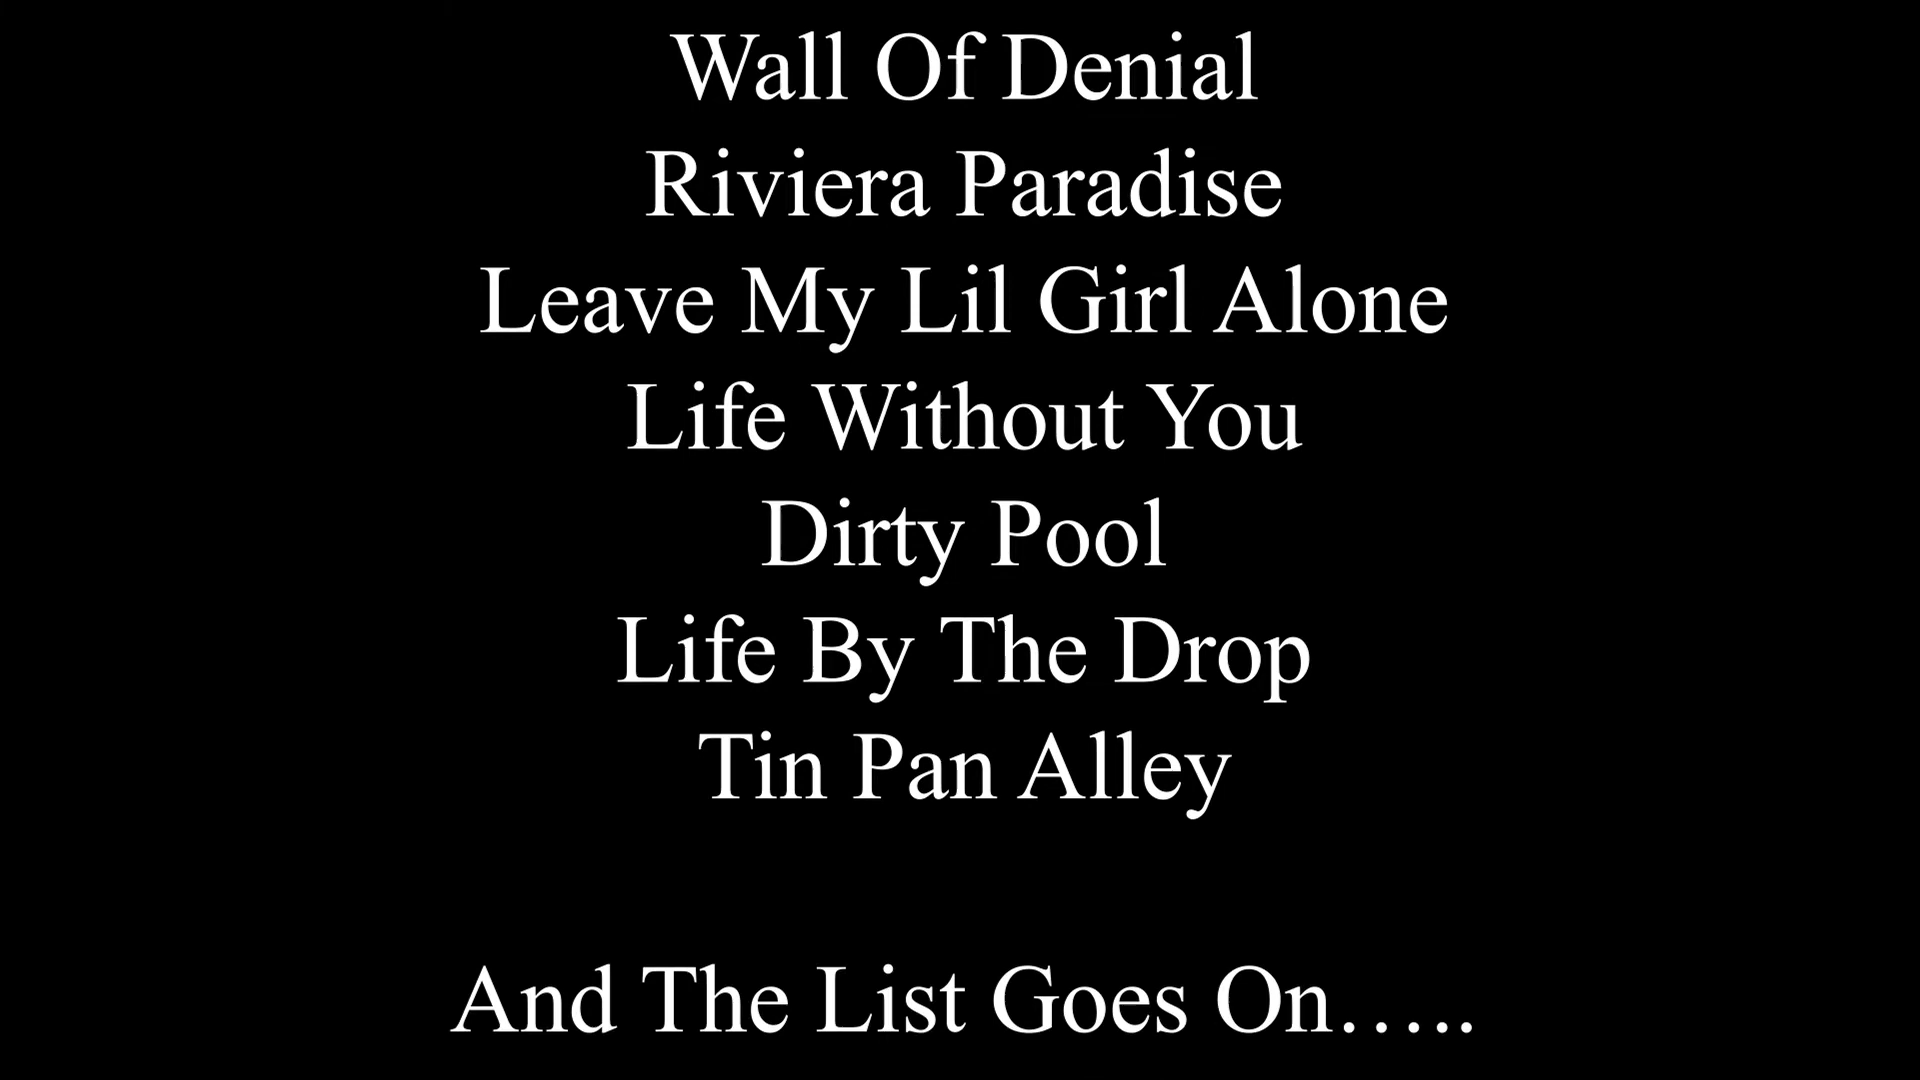 Wall Of Denial
Riviera Paradise
Leave My Lil Girl Alone
Life Without You
Dirty Pool
Life By The Drop
Tin Pan Alley
And The List Goes On…..